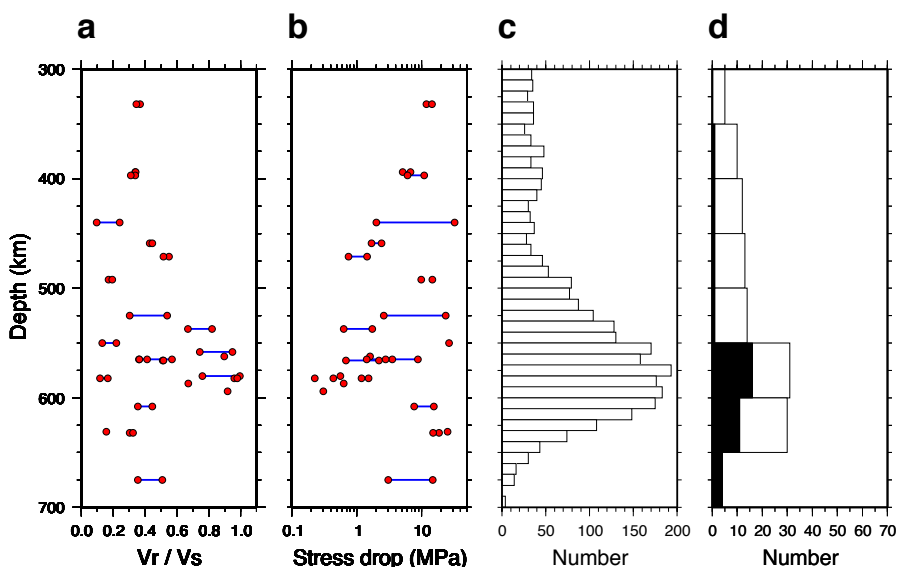 a b c d
300
400
500
600
700
Depth (km)
0.0 0.2 0.4 0.6 0.8 1.0
Vr / Vs
0.1 1 10
Stress drop (MPa)
0 50 100 150 200
Number
0 10 20 30 40 50 60 70
Number